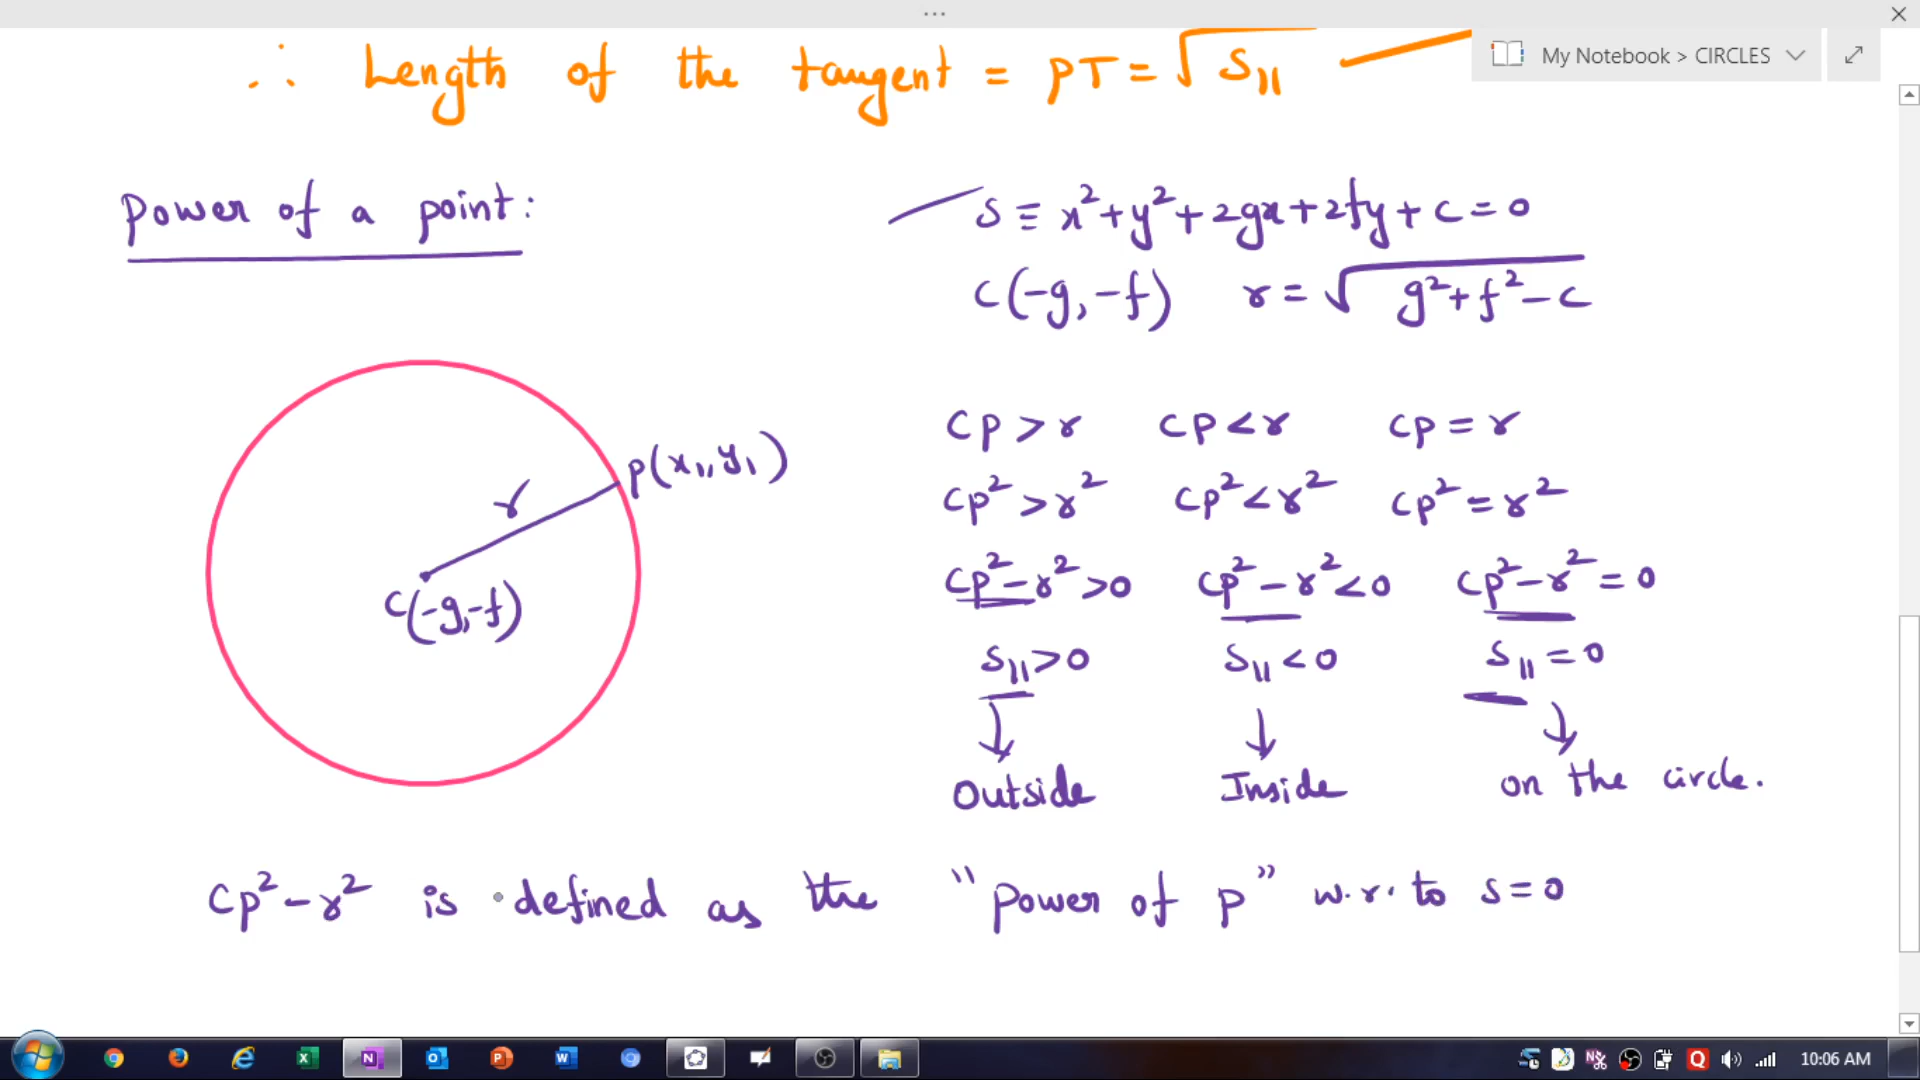 ...
My Notebook > CIRCLES
∴ Length of the tangent = PT = √S₁₁
Power of a point:
S ≡ x²+y²+2gx+2fy+c=0
C(-g,-f) r = √g²+f²-c
P(x₁,y₁)
r
C(-g,-f)
CP > r CP < r CP = r
CP² > r² CP² < r² CP² = r²
CP²-r²>0 CP²-r²<0 CP²-r²=0
S₁₁>0 S₁₁<0 S₁₁=0
Outside Inside on the circle.
CP²-r² is defined as the "Power of P" w.r. to S=0
10:06 AM